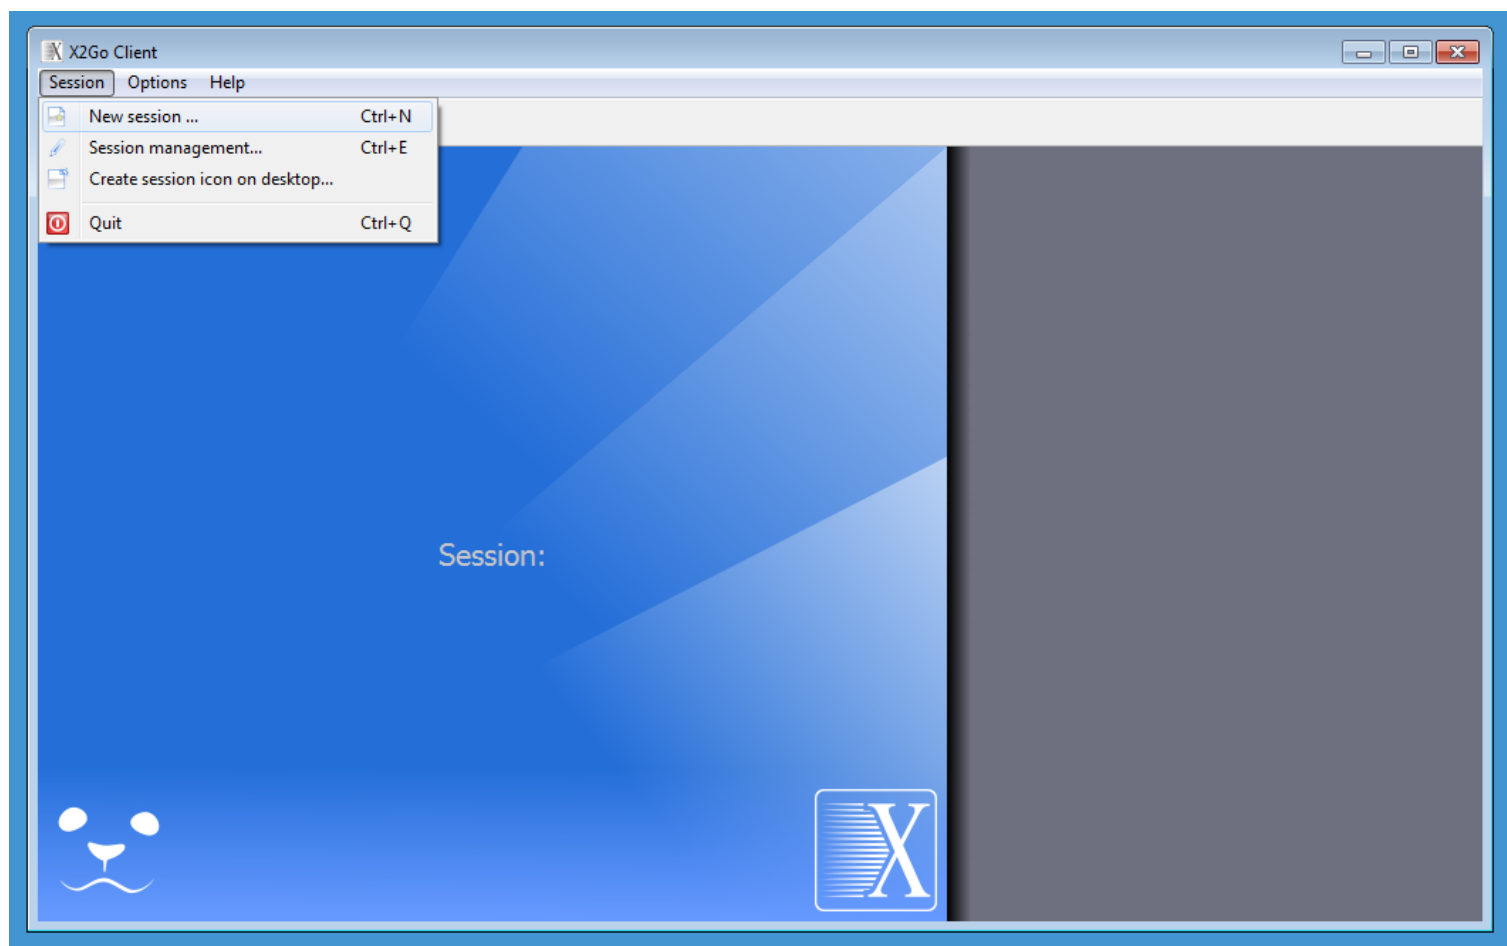 X2Go Client
Session Options Help
New session ... Ctrl+N
Session management... Ctrl+E
Create session icon on desktop...
Quit Ctrl+Q
Session:
X